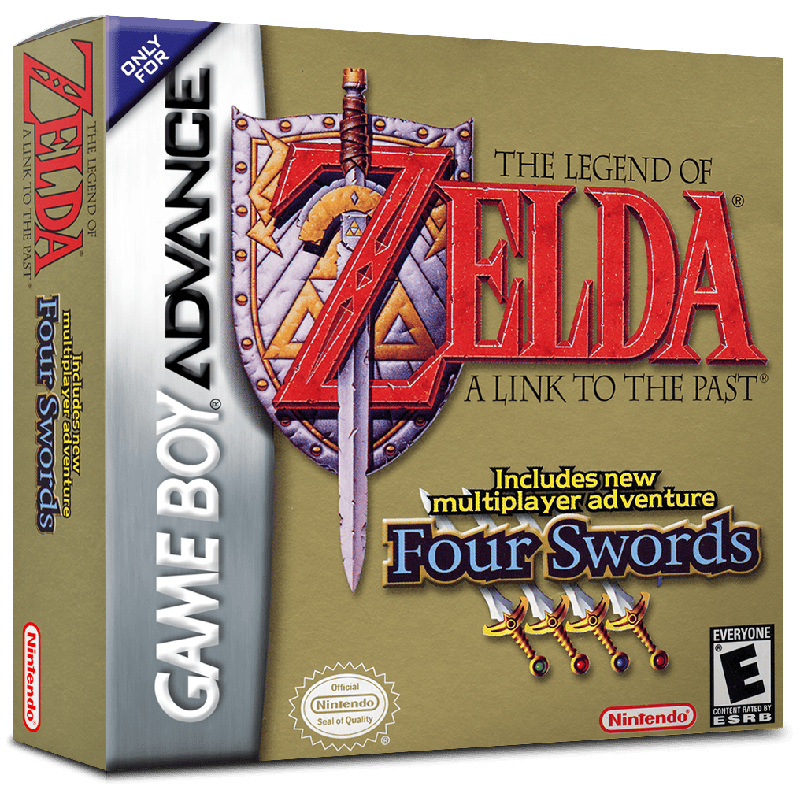 THE LEGEND OF
ZELDA
A LINK TO THE PAST®
Includes new
multiplayer adventure
Four Swords
Nintendo®
ONLY
FOR
GAME BOY® ADVANCE
THE LEGEND OF
ZELDA®
A LINK TO THE PAST®
Includes new
multiplayer adventure
Four Swords
Official
Nintendo
Seal of Quality
®
Nintendo®
EVERYONE
E
CONTENT RATED BY
ESRB